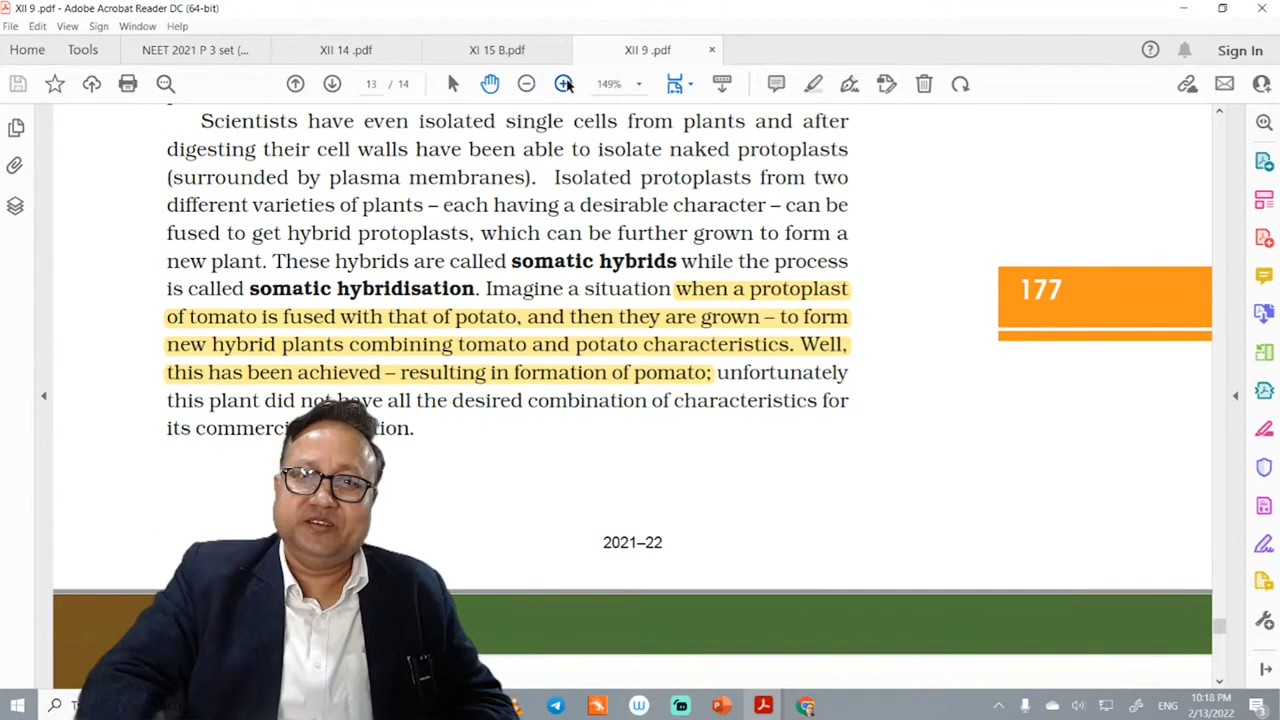 XII 9 .pdf - Adobe Acrobat Reader DC (64-bit)
File Edit View Sign Window Help
Home Tools NEET 2021 P 3 set (... XII 14 .pdf XI 15 B.pdf XII 9 .pdf × Sign In
13 / 14 149%
Scientists have even isolated single cells from plants and after
digesting their cell walls have been able to isolate naked protoplasts
(surrounded by plasma membranes). Isolated protoplasts from two
different varieties of plants – each having a desirable character – can be
fused to get hybrid protoplasts, which can be further grown to form a
new plant. These hybrids are called somatic hybrids while the process
is called somatic hybridisation. Imagine a situation when a protoplast
of tomato is fused with that of potato, and then they are grown – to form
new hybrid plants combining tomato and potato characteristics. Well,
this has been achieved – resulting in formation of pomato; unfortunately
this plant did not have all the desired combination of characteristics for
its
177
2021–22
ENG
10:18 PM
2/13/2022
3